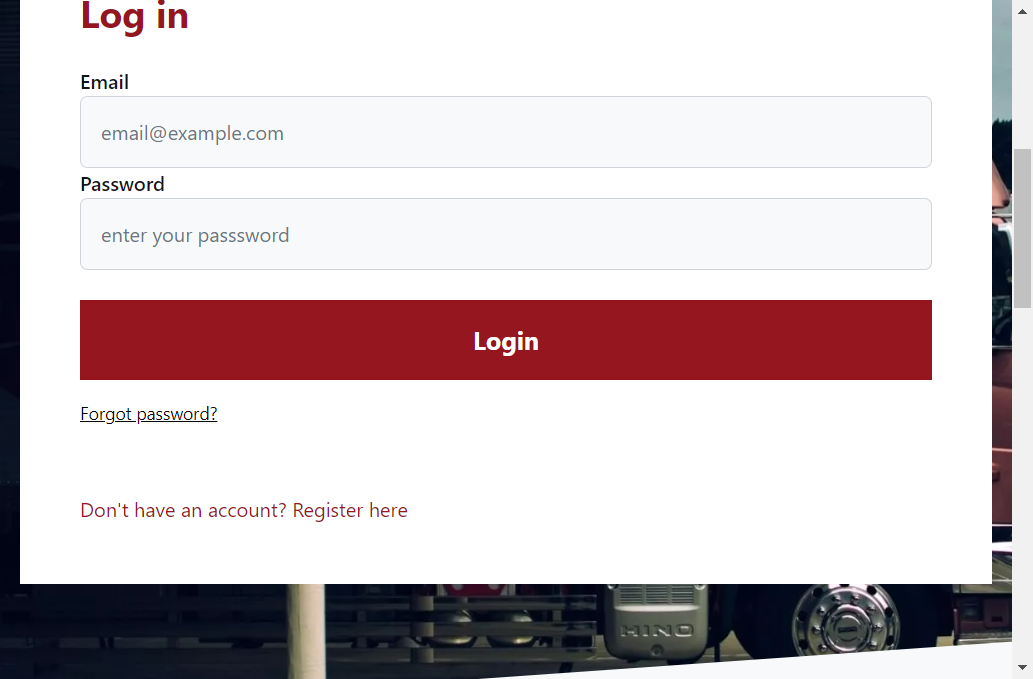 Log in
Email
email@example.com
Password
enter your passsword
Login
Forgot password?
Don't have an account? Register here
HINO